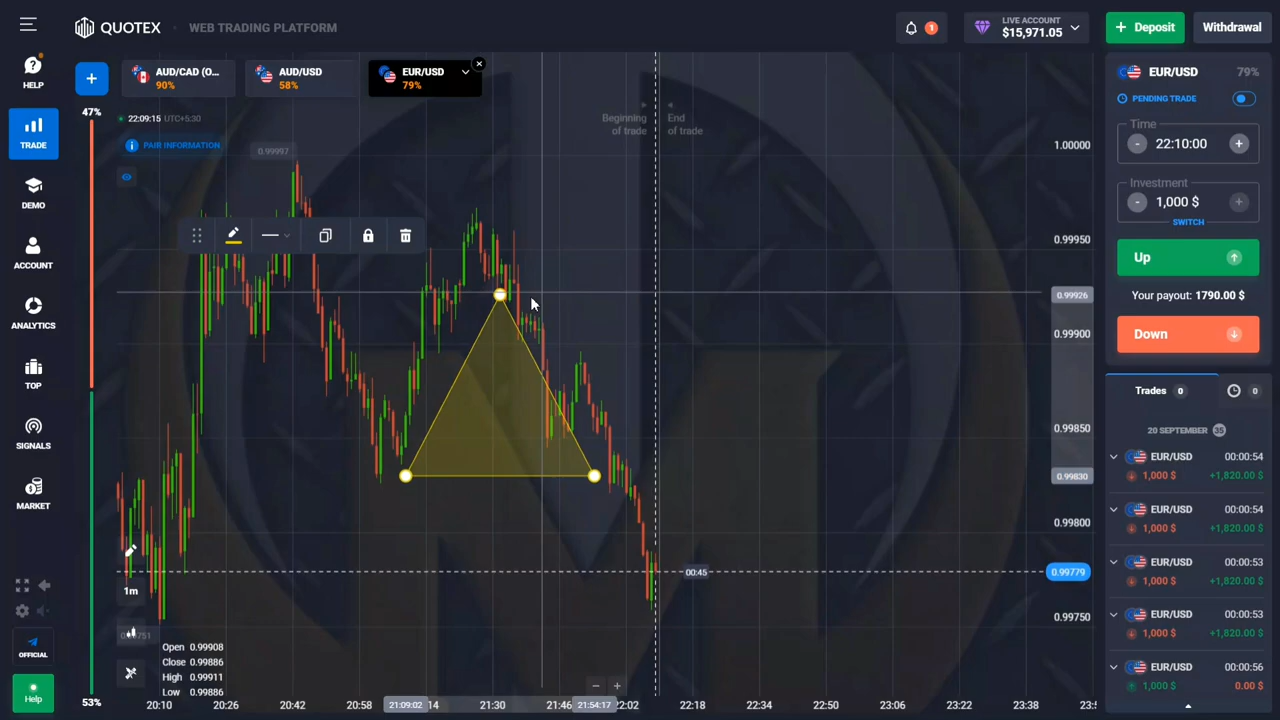 QUOTEX
WEB TRADING PLATFORM
1
LIVE ACCOUNT
$15,971.05
Deposit
Withdrawal
HELP
TRADE
DEMO
ACCOUNT
ANALYTICS
TOP
SIGNALS
MARKET
OFFICIAL
Help
47%
53%
AUD/CAD (O...
90%
AUD/USD
58%
EUR/USD
79%
22:09:15 UTC+5:30
PAIR INFORMATION
0.99997
Beginning
of trade
End
of trade
1.00000
0.99950
0.99926
0.99900
0.99850
0.99830
0.99800
0.99779
0.99750
00:45
1m
Open 0.99908
Close 0.99886
High 0.99911
Low 0.99886
20:10
20:26
20:42
20:58
21:09:02
14
21:30
21:46
21:54:17
22:02
22:18
22:34
22:50
23:06
23:22
23:38
23:
EUR/USD
79%
PENDING TRADE
Time
- 22:10:00 +
Investment
- 1,000 $ +
SWITCH
Up
Your payout: 1790.00 $
Down
Trades 0
0
20 SEPTEMBER 35
EUR/USD 00:00:54
1,000 $ +1,820.00 $
EUR/USD 00:00:54
1,000 $ +1,820.00 $
EUR/USD 00:00:53
1,000 $ +1,820.00 $
EUR/USD 00:00:53
1,000 $ +1,820.00 $
EUR/USD 00:00:56
1,000 $ 0.00 $